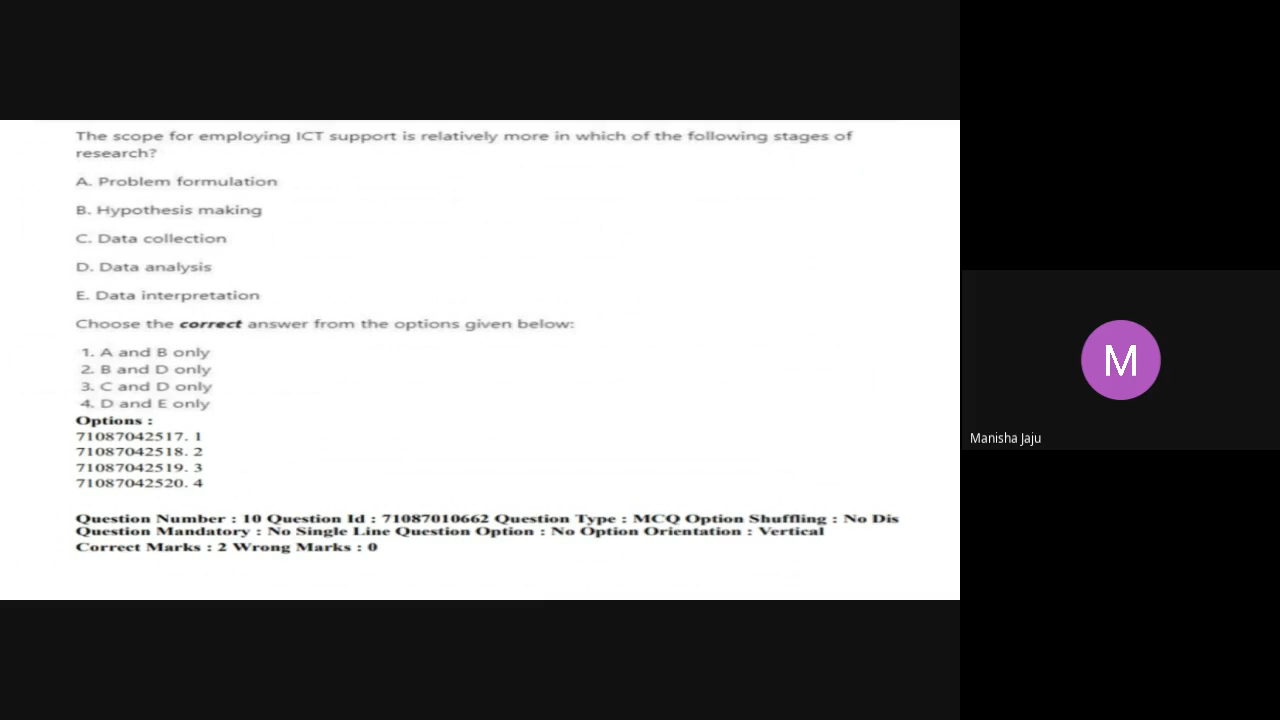 The scope for employing ICT support is relatively more in which of the following stages of
research?
A. Problem formulation
B. Hypothesis making
C. Data collection
D. Data analysis
E. Data interpretation
Choose the correct answer from the options given below:
1. A and B only
2. B and D only
3. C and D only
4. D and E only
Options :
71087042517. 1
71087042518. 2
71087042519. 3
71087042520. 4
Question Number : 10 Question Id : 71087010662 Question Type : MCQ Option Shuffling : No Dis
Question Mandatory : No Single Line Question Option : No Option Orientation : Vertical
Correct Marks : 2 Wrong Marks : 0
M
Manisha Jaju